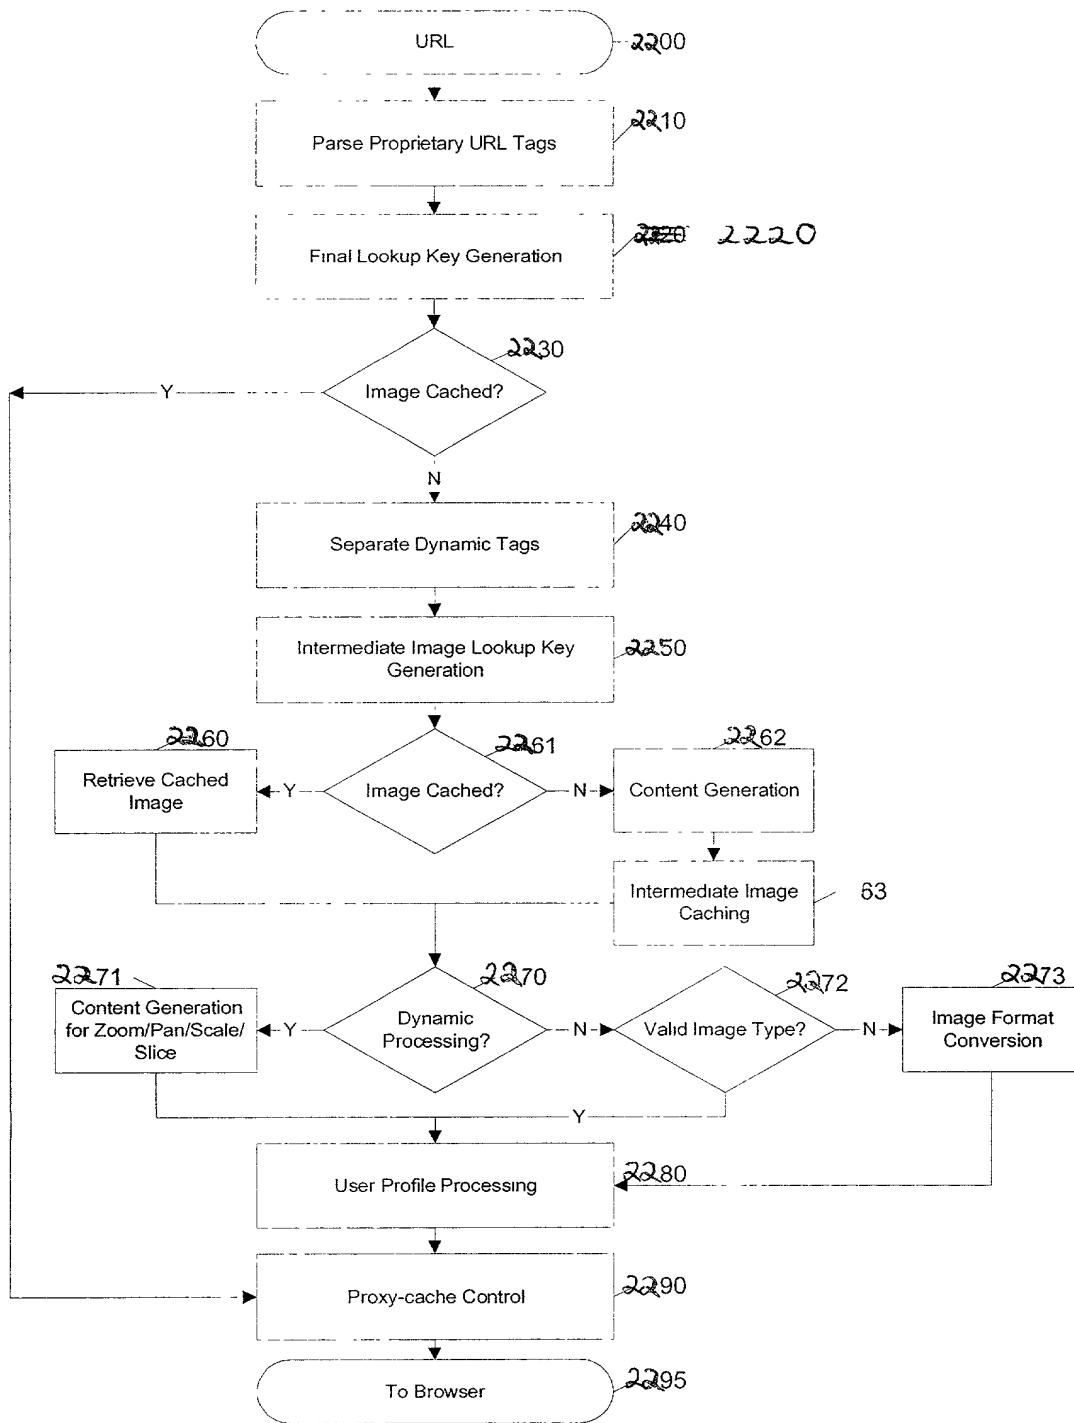 URL
2200
Parse Proprietary URL Tags
2210
Final Lookup Key Generation
2220
2230
Image Cached?
Y
N
Separate Dynamic Tags
2240
Intermediate Image Lookup Key
Generation
2250
2260
Retrieve Cached
Image
Y
2261
Image Cached?
N
2262
Content Generation
Intermediate Image
Caching
63
2271
Content Generation
for Zoom/Pan/Scale/
Slice
Y
2270
Dynamic
Processing?
N
2272
Valid Image Type?
N
2273
Image Format
Conversion
Y
User Profile Processing
2280
Proxy-cache Control
2290
To Browser
2295